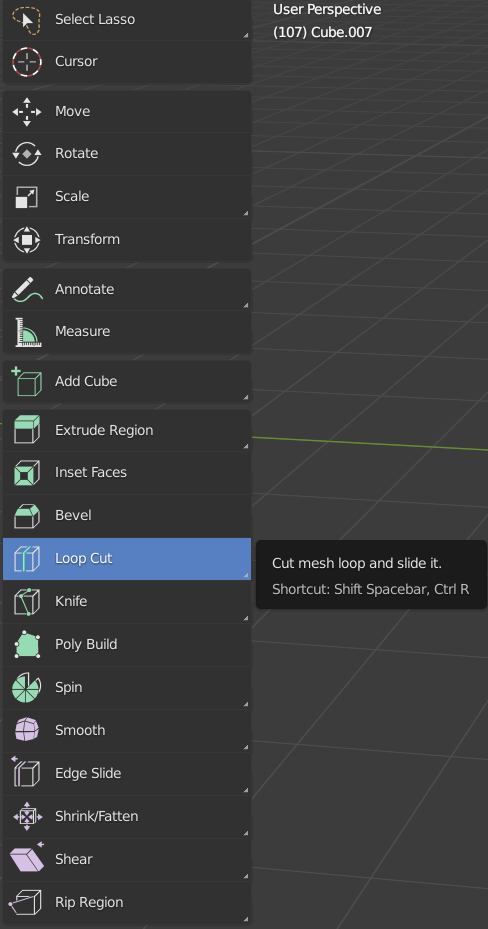 Select Lasso
User Perspective
(107) Cube.007
Cursor
Move
Rotate
Scale
Transform
Annotate
Measure
Add Cube
Extrude Region
Inset Faces
Bevel
Loop Cut
Cut mesh loop and slide it.
Shortcut: Shift Spacebar, Ctrl R
Knife
Poly Build
Spin
Smooth
Edge Slide
Shrink/Fatten
Shear
Rip Region